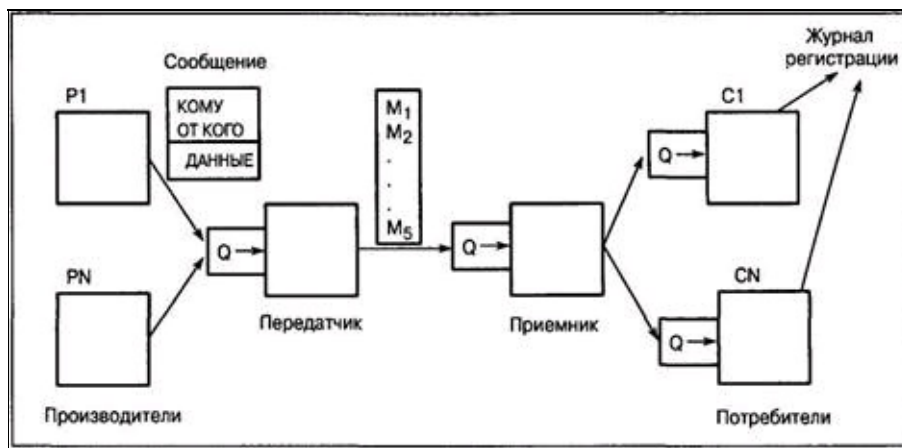 Журнал
регистрации
Сообщение
P1
КОМУ
ОТ КОГО
ДАННЫЕ
M1
M2
.
.
.
M5
C1
Q
Q
Q
PN
CN
Передатчик
Приемник
Q
Производители
Потребители